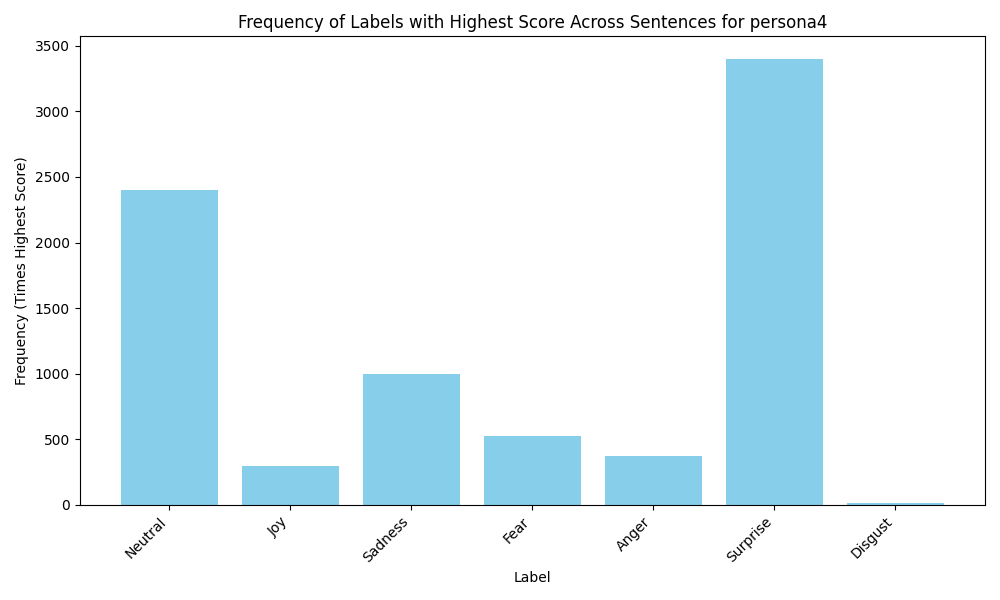 Frequency of Labels with Highest Score Across Sentences for persona4
Frequency (Times Highest Score)
3500
3000
2500
2000
1500
1000
500
0
Neutral
Joy
Sadness
Fear
Anger
Surprise
Disgust
Label